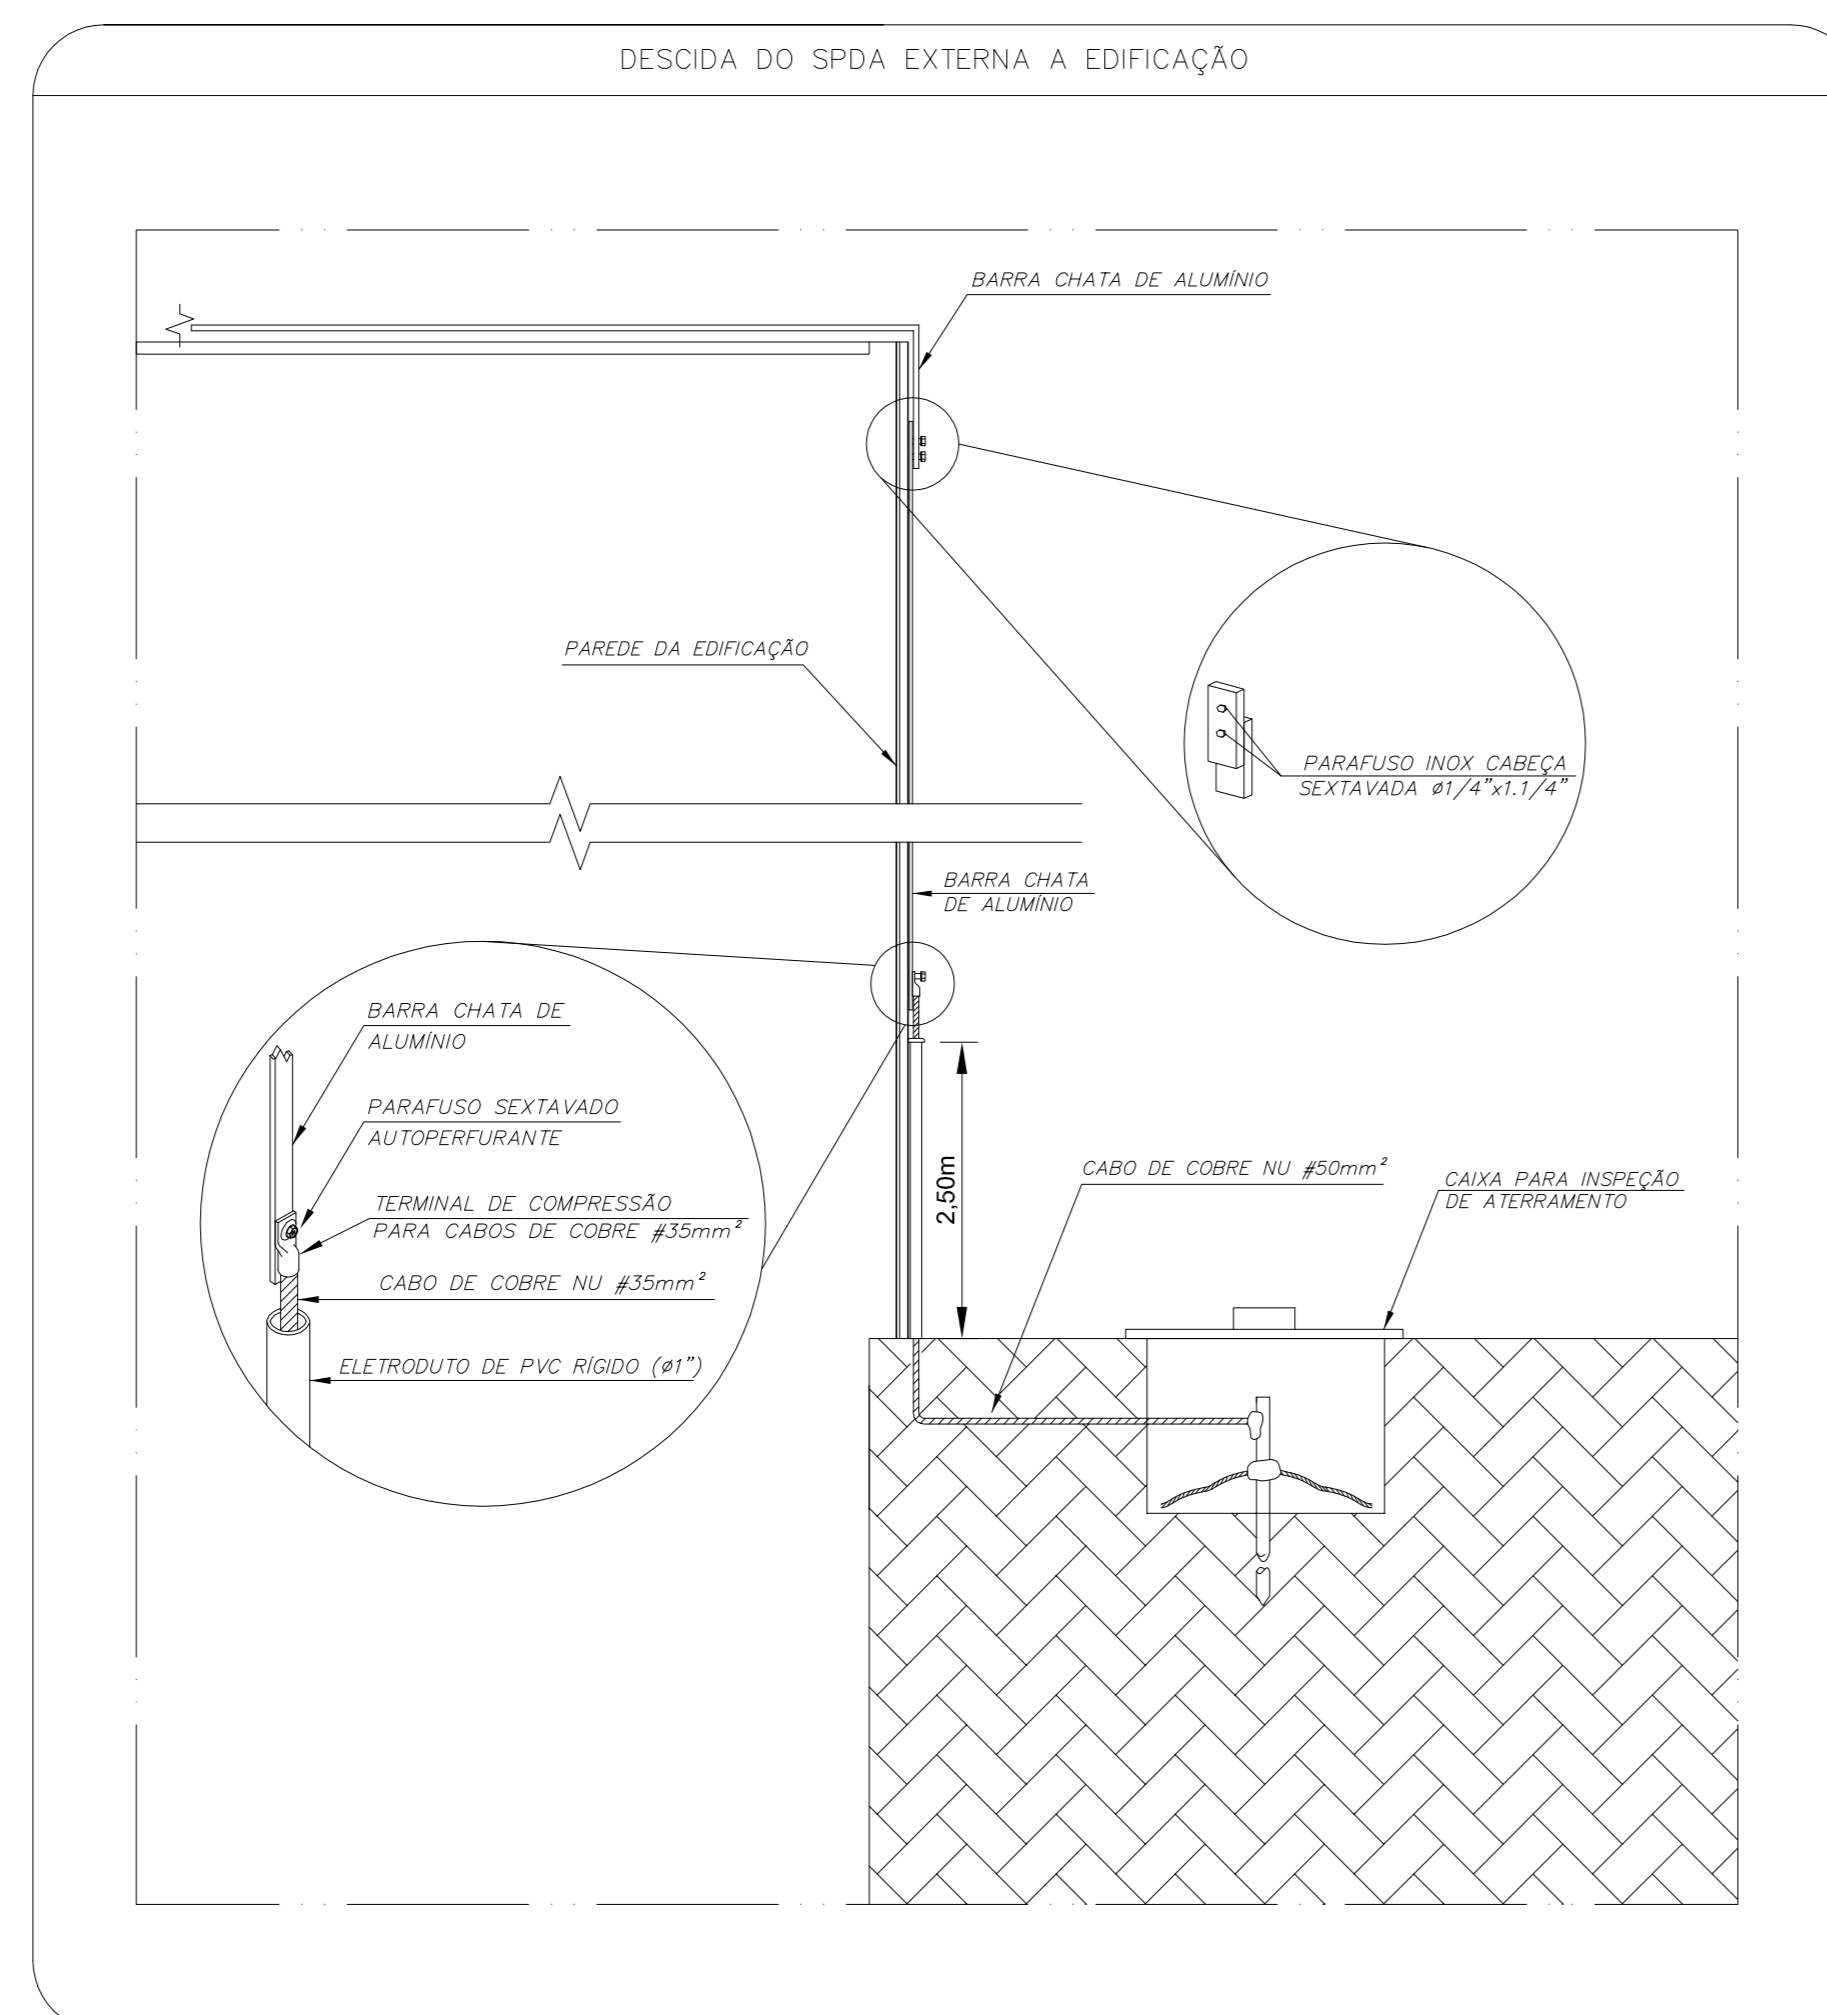 DESCIDA DO SPDA EXTERNA A EDIFICAÇÃO
BARRA CHATA DE ALUMÍNIO
PAREDE DA EDIFICAÇÃO
PARAFUSO INOX CABEÇA
SEXTAVADA ø1/4”x1.1/4”
BARRA CHATA
DE ALUMÍNIO
BARRA CHATA DE
ALUMÍNIO
PARAFUSO SEXTAVADO
AUTOPERFURANTE
TERMINAL DE COMPRESSÃO
PARA CABOS DE COBRE #35mm²
CABO DE COBRE NU #35mm²
ELETRODUTO DE PVC RÍGIDO (ø1”)
2,50m
CABO DE COBRE NU #50mm²
CAIXA PARA INSPEÇÃO
DE ATERRAMENTO